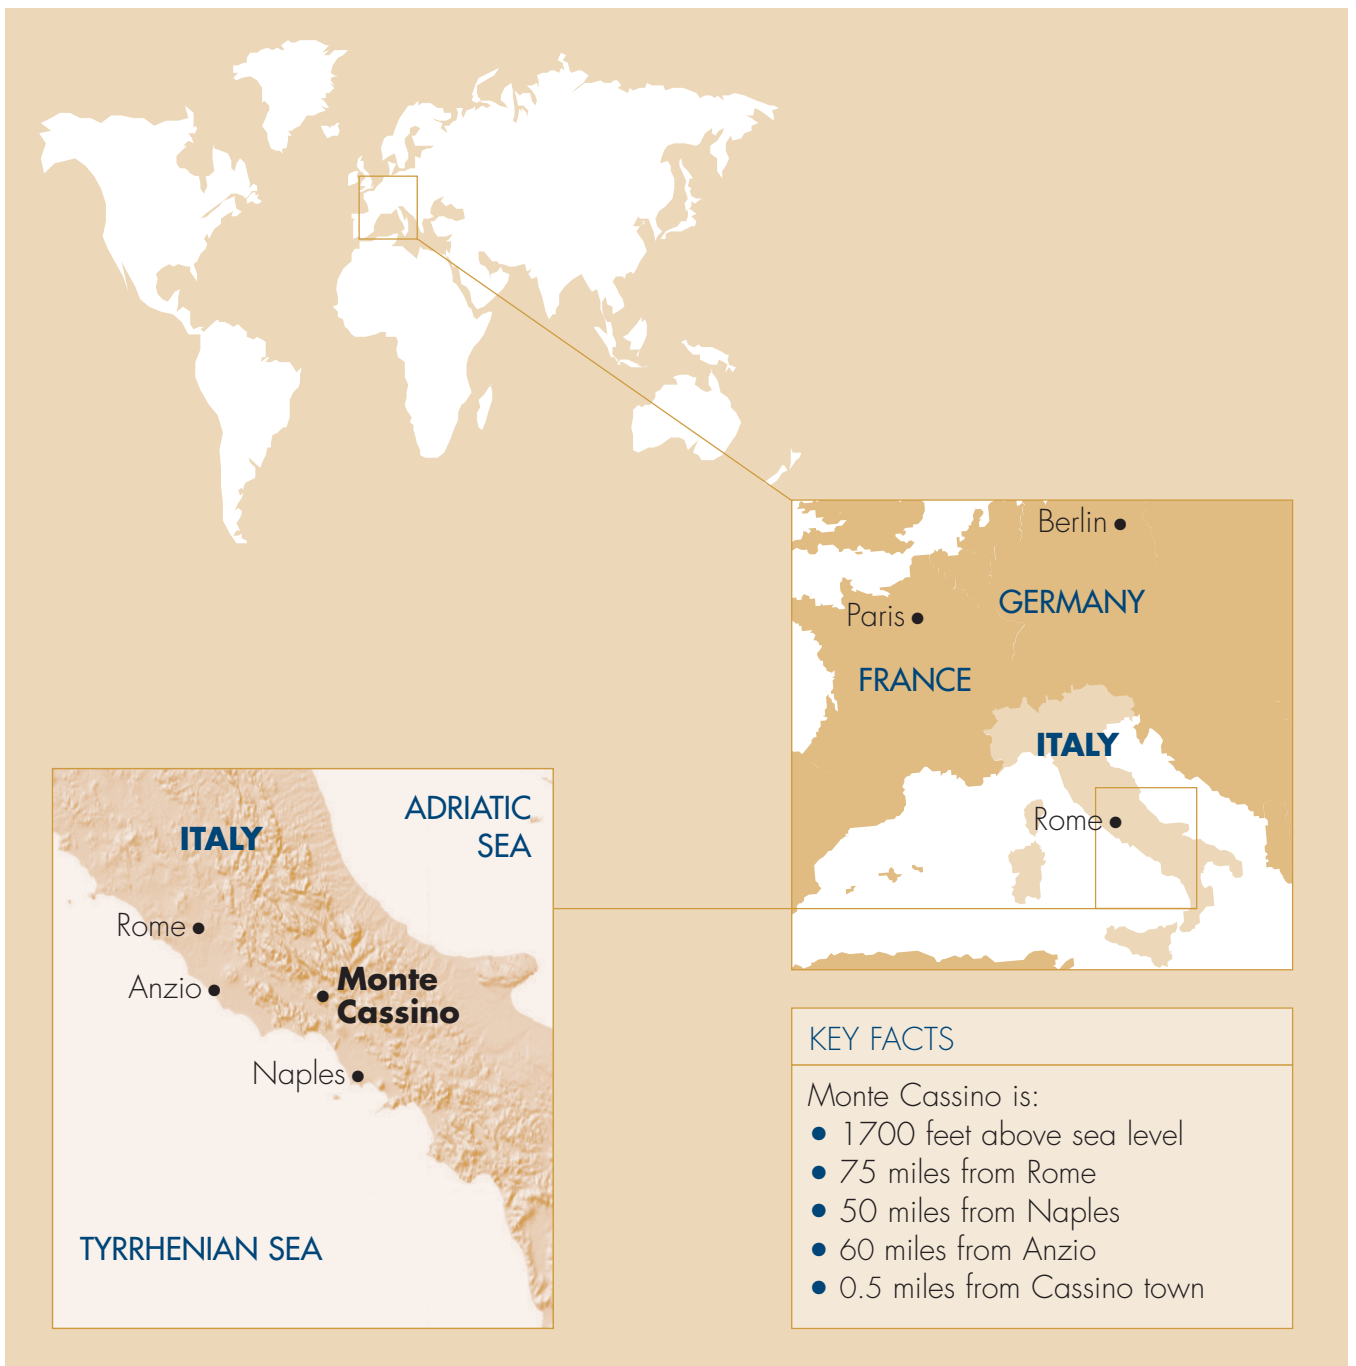 Berlin
GERMANY
Paris
FRANCE
ITALY
Rome
ADRIATIC
SEA
ITALY
Rome
Anzio
Monte
Cassino
Naples
TYRRHENIAN SEA
KEY FACTS
Monte Cassino is:
• 1700 feet above sea level
• 75 miles from Rome
• 50 miles from Naples
• 60 miles from Anzio
• 0.5 miles from Cassino town